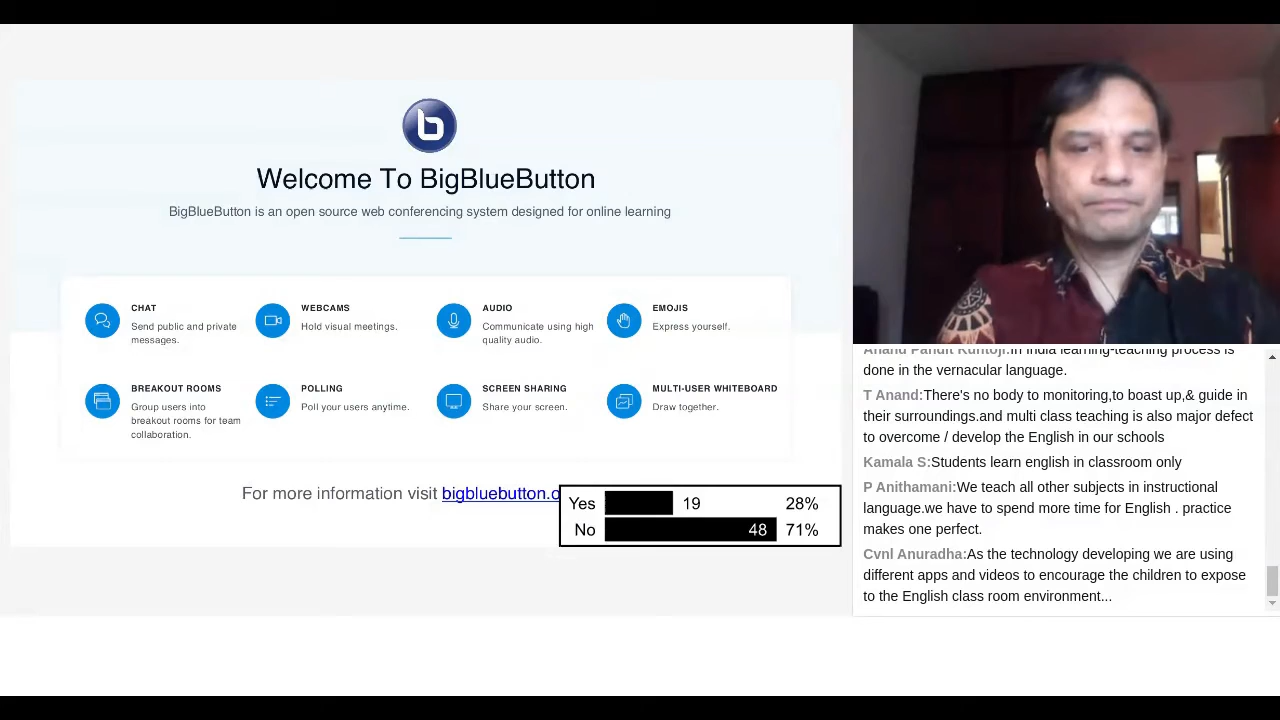 Welcome To BigBlueButton
BigBlueButton is an open source web conferencing system designed for online learning
CHAT
Send public and private
messages.
WEBCAMS
Hold visual meetings.
AUDIO
Communicate using high
quality audio.
EMOJIS
Express yourself.
BREAKOUT ROOMS
Group users into
breakout rooms for team
collaboration.
POLLING
Poll your users anytime.
SCREEN SHARING
Share your screen.
MULTI-USER WHITEBOARD
Draw together.
For more information visit bigbluebutton.o
Yes 19 28%
No 48 71%
Anand Pandit Kuntoji:In India learning-teaching process is
done in the vernacular language.
T Anand:There's no body to monitoring,to boast up,& guide in
their surroundings.and multi class teaching is also major defect
to overcome / develop the English in our schools
Kamala S:Students learn english in classroom only
P Anithamani:We teach all other subjects in instructional
language.we have to spend more time for English . practice
makes one perfect.
Cvnl Anuradha:As the technology developing we are using
different apps and videos to encourage the children to expose
to the English class room environment...